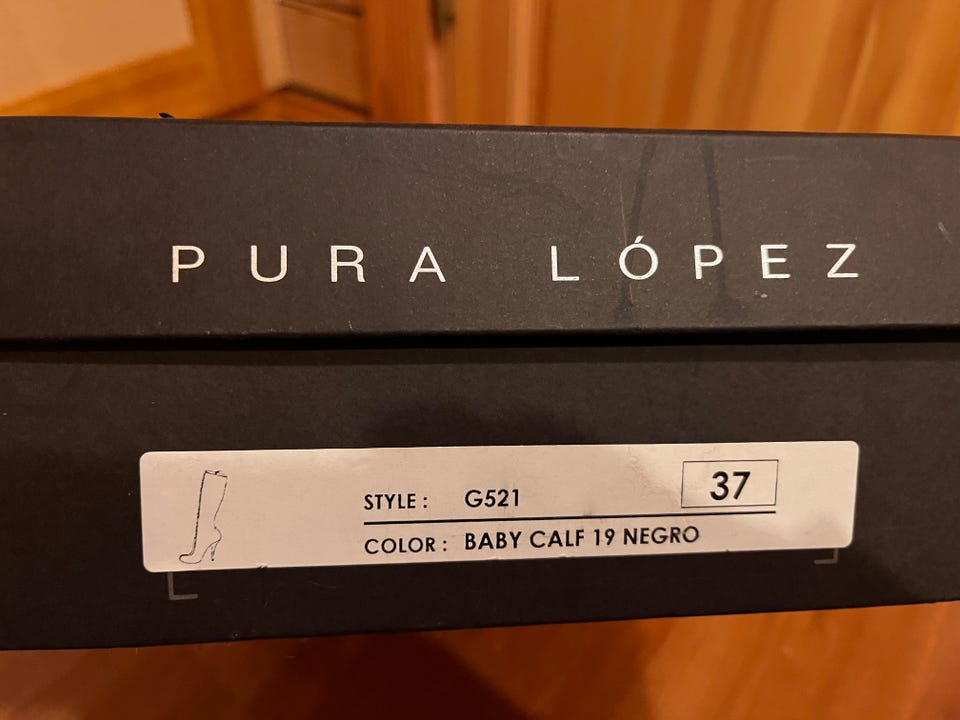 PURA LÓPEZ
STYLE : G521 37
COLOR : BABY CALF 19 NEGRO